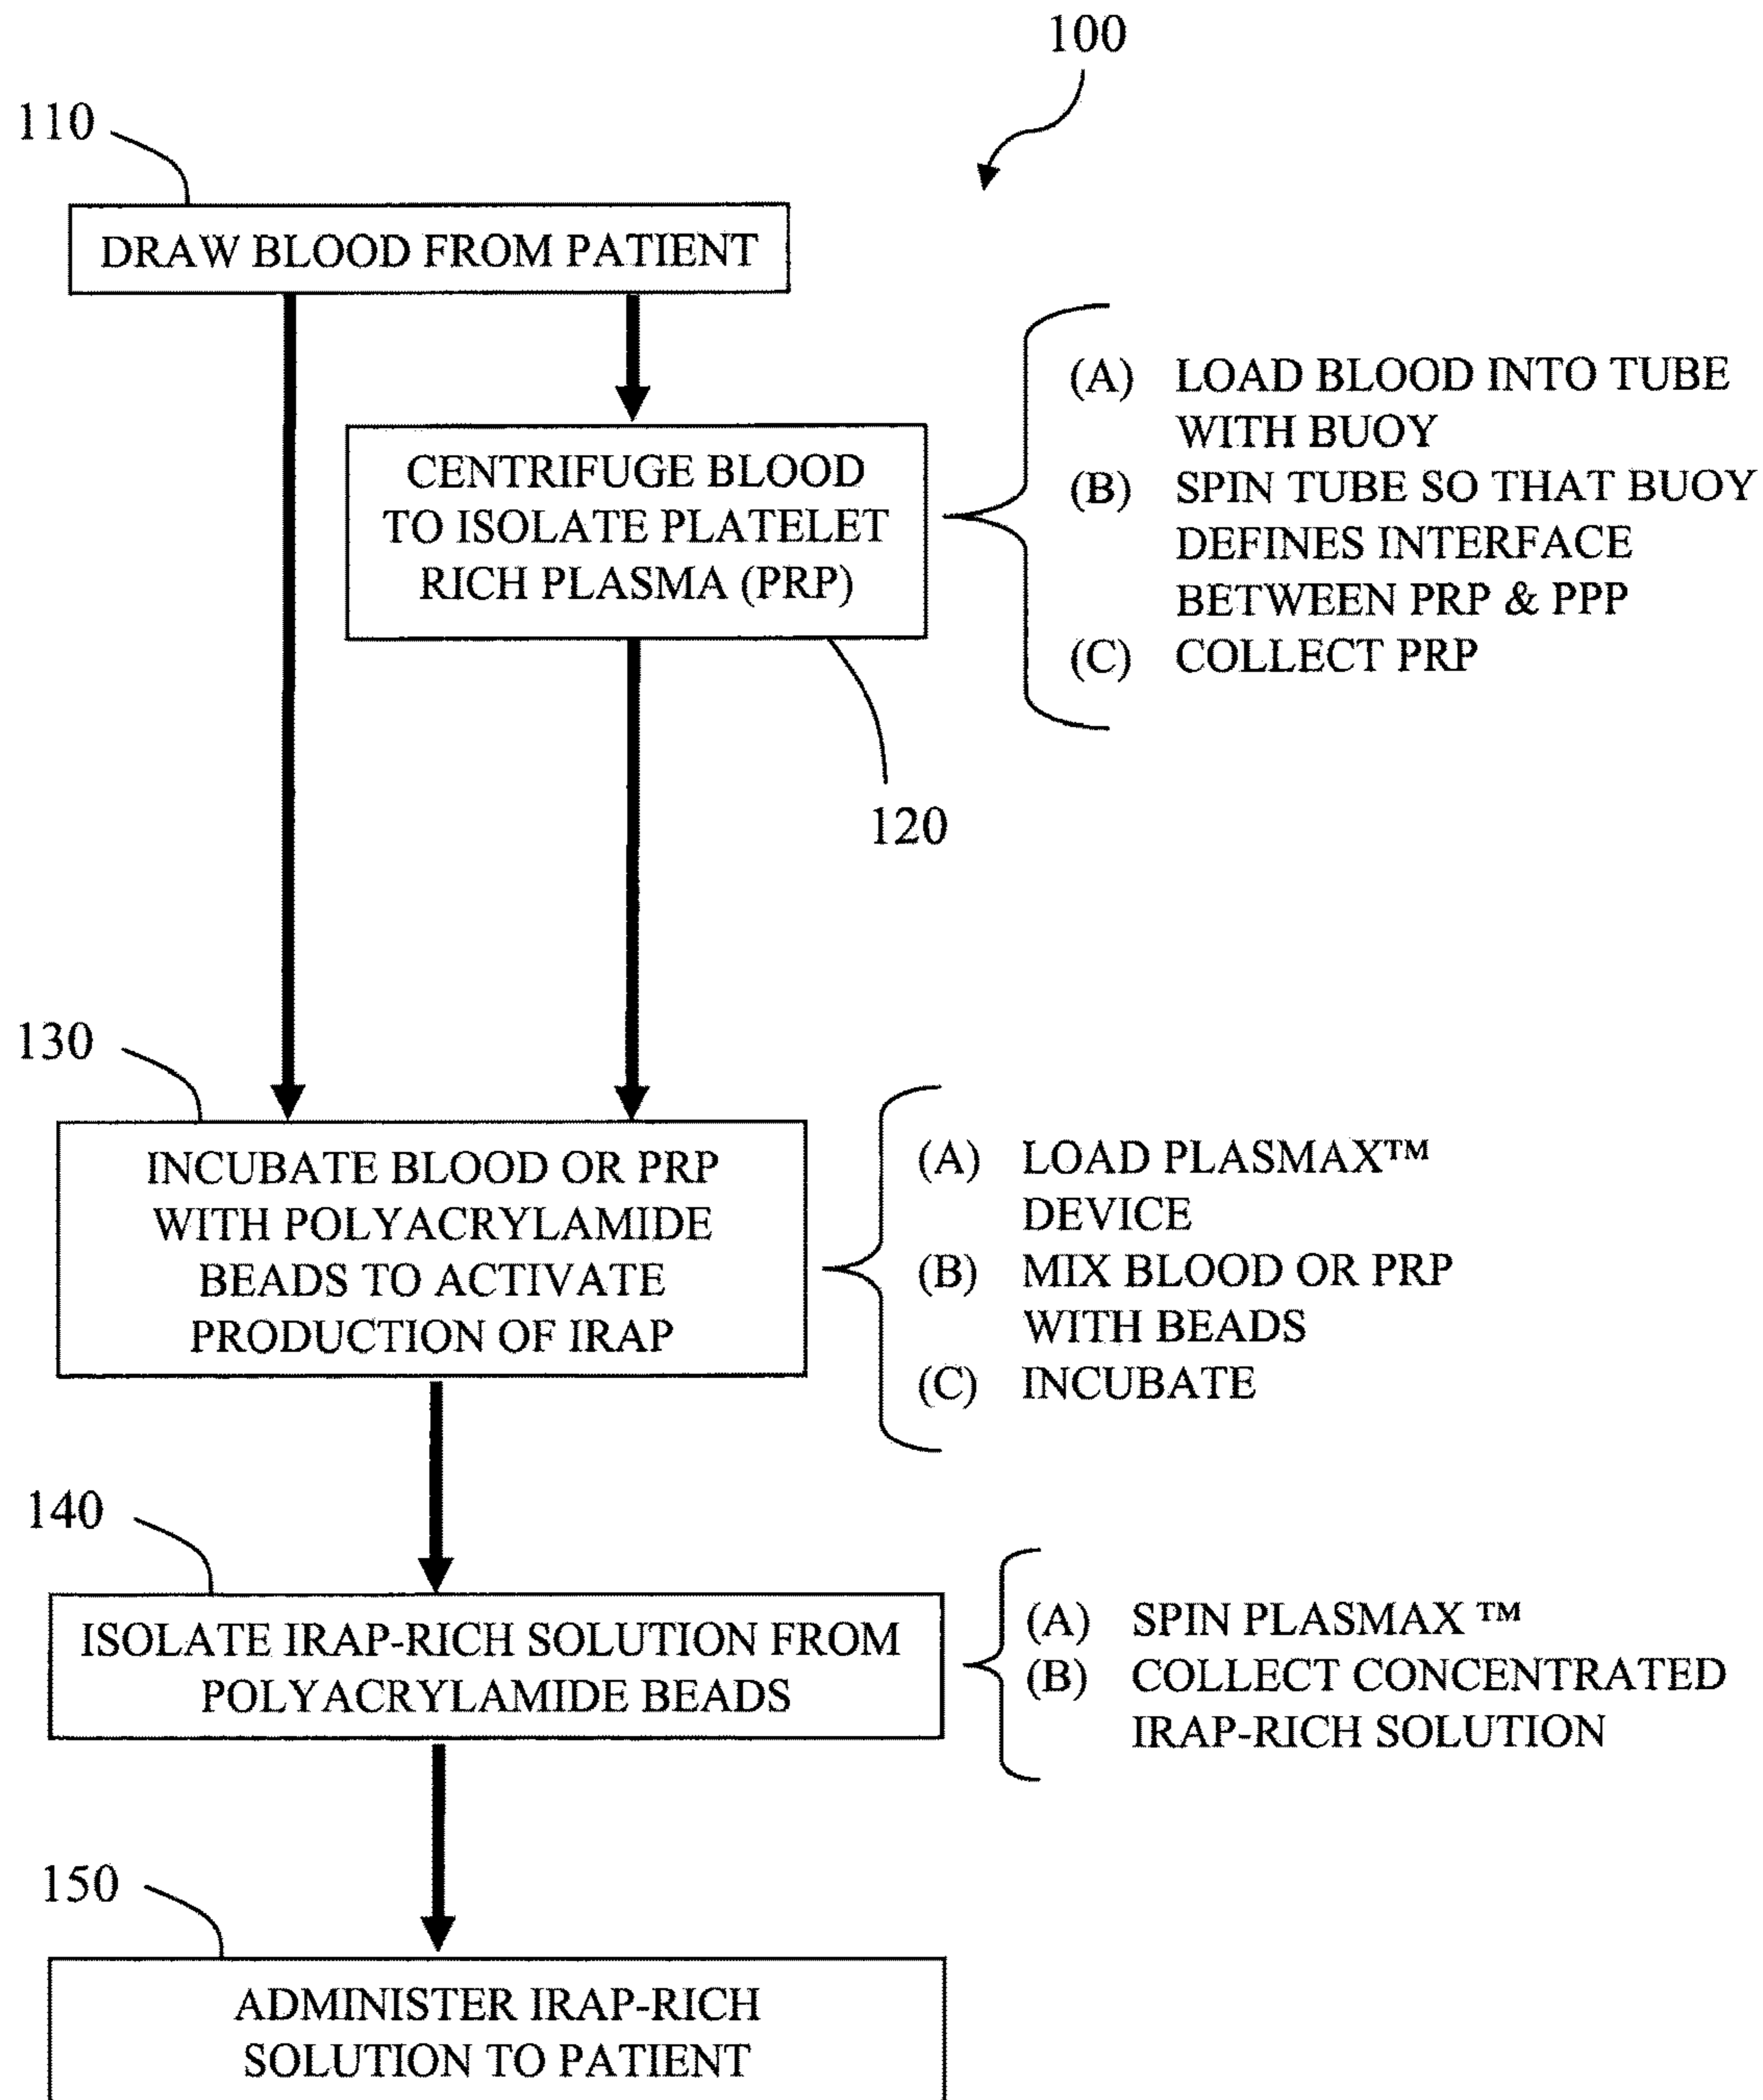 100
110
DRAW BLOOD FROM PATIENT
CENTRIFUGE BLOOD
TO ISOLATE PLATELET
RICH PLASMA (PRP)
(A) LOAD BLOOD INTO TUBE
WITH BUOY
(B) SPIN TUBE SO THAT BUOY
DEFINES INTERFACE
BETWEEN PRP & PPP
(C) COLLECT PRP
120
130
INCUBATE BLOOD OR PRP
WITH POLYACRYLAMIDE
BEADS TO ACTIVATE
PRODUCTION OF IRAP
(A) LOAD PLASMAX™
DEVICE
(B) MIX BLOOD OR PRP
WITH BEADS
(C) INCUBATE
140
ISOLATE IRAP-RICH SOLUTION FROM
POLYACRYLAMIDE BEADS
(A) SPIN PLASMAX ™
(B) COLLECT CONCENTRATED
IRAP-RICH SOLUTION
150
ADMINISTER IRAP-RICH
SOLUTION TO PATIENT